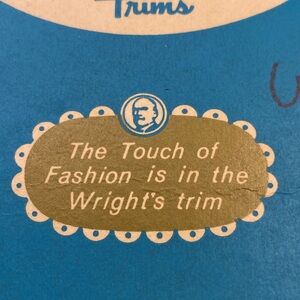 Trims
The Touch of
Fashion is in the
Wright's trim